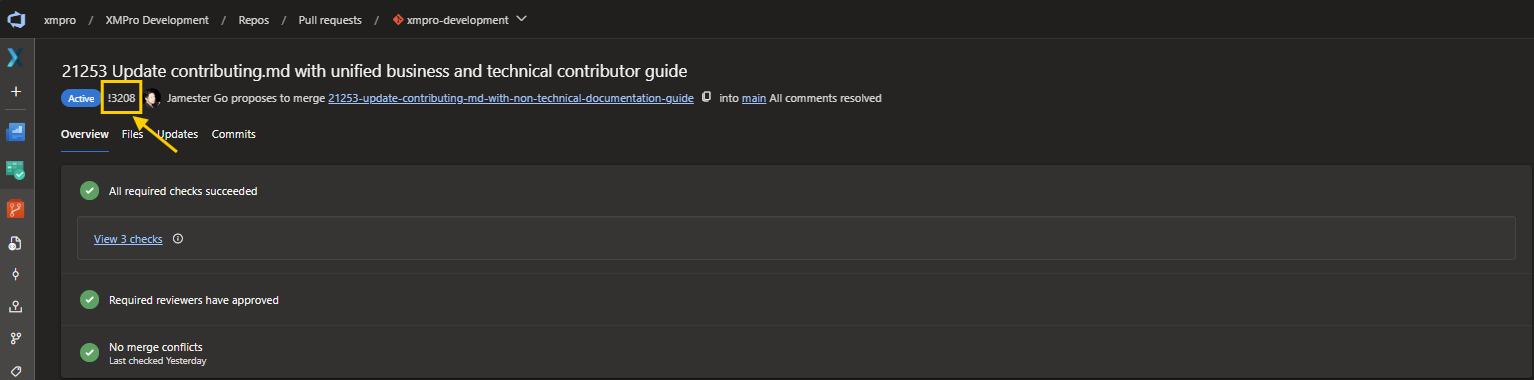 xmpro / XMPro Development / Repos / Pull requests / xmpro-development
21253 Update contributing.md with unified business and technical contributor guide
Active !3208 Jamester Go proposes to merge 21253-update-contributing-md-with-non-technical-documentation-guide into main All comments resolved
Overview Files Updates Commits
All required checks succeeded
View 3 checks
Required reviewers have approved
No merge conflicts
Last checked Yesterday